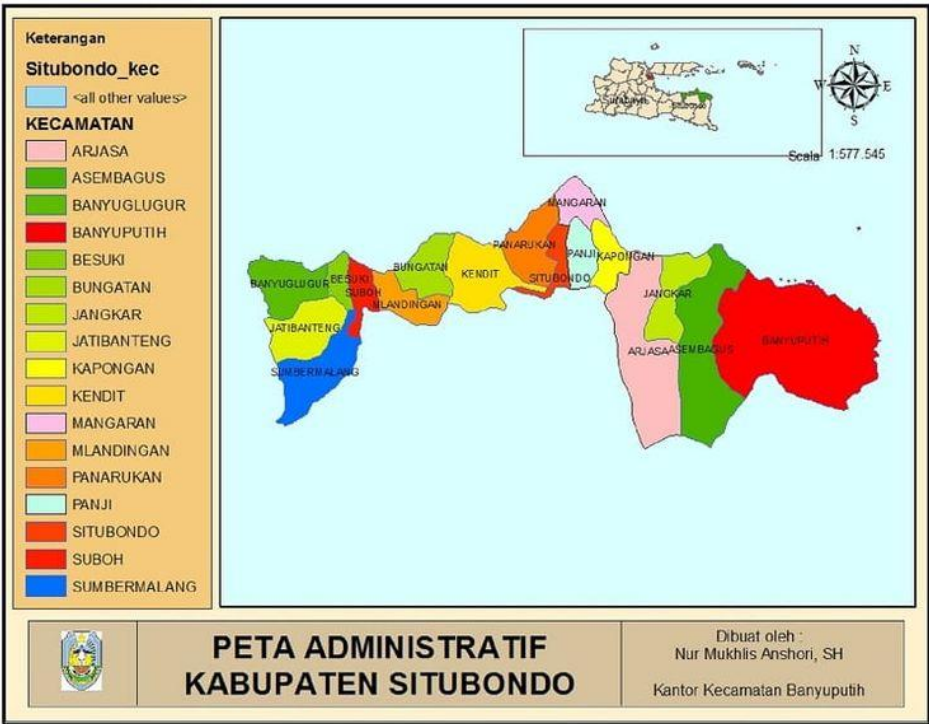 Keterangan
Situbondo_kec
<all other values>
KECAMATAN
ARJASA
ASEMBAGUS
BANYUGLUGUR
BANYUPUTIH
BESUKI
BUNGATAN
JANGKAR
JATIBANTENG
KAPONGAN
KENDIT
MANGARAN
MLANDINGAN
PANARUKAN
PANJI
SITUBONDO
SUBOH
SUMBERMALANG
Surabaya
Situbondo
N
W E
S
Scala 1:577.545
MANGARAN
PANARUKAN
PANJI
KAPONGAN
BUNGATAN
KENDIT
SITUBONDO
BESUKI
BANYUGLUGUR
SUBOH
MLANDINGAN
JANGKAR
JATIBANTENG
BANYUPUTIH
ARJASA
ASEMBAGUS
SUMBERMALANG
PETA ADMINISTRATIF
KABUPATEN SITUBONDO
Dibuat oleh :
Nur Mukhlis Anshori, SH
Kantor Kecamatan Banyuputih